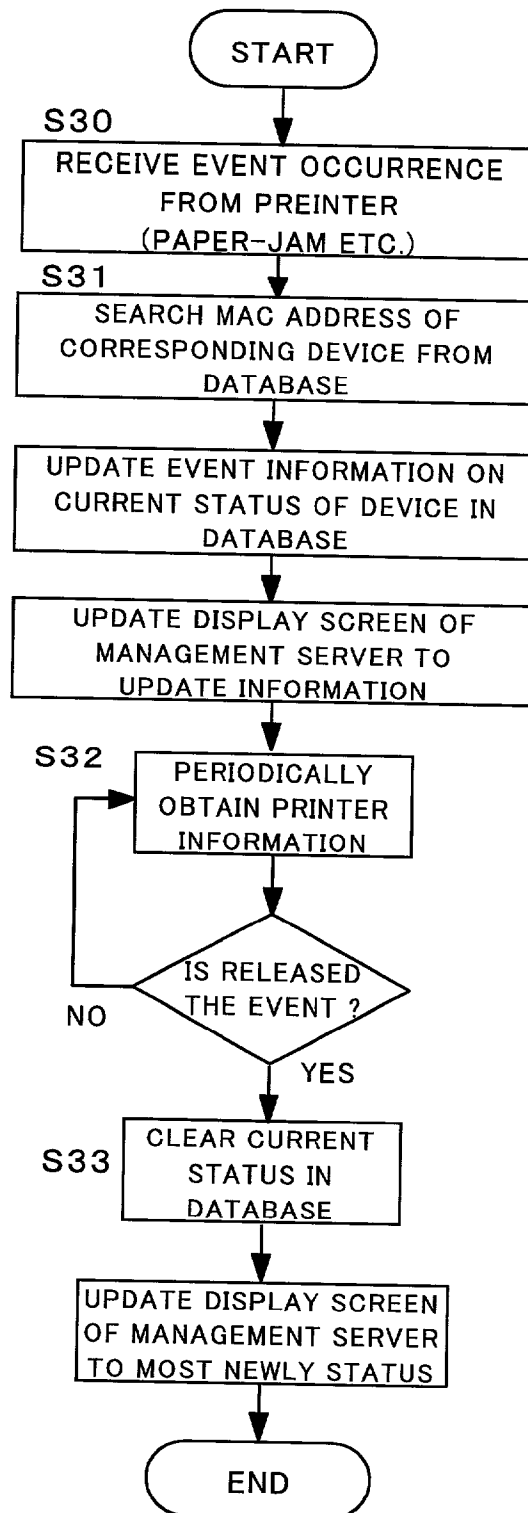 START
S30
RECEIVE EVENT OCCURRENCE
FROM PREINTER
(PAPER-JAM ETC.)
S31
SEARCH MAC ADDRESS OF
CORRESPONDING DEVICE FROM
DATABASE
UPDATE EVENT INFORMATION ON
CURRENT STATUS OF DEVICE IN
DATABASE
UPDATE DISPLAY SCREEN OF
MANAGEMENT SERVER TO
UPDATE INFORMATION
S32
PERIODICALLY
OBTAIN PRINTER
INFORMATION
IS RELEASED
THE EVENT ?
NO
YES
S33
CLEAR CURRENT
STATUS IN
DATABASE
UPDATE DISPLAY SCREEN
OF MANAGEMENT SERVER
TO MOST NEWLY STATUS
END